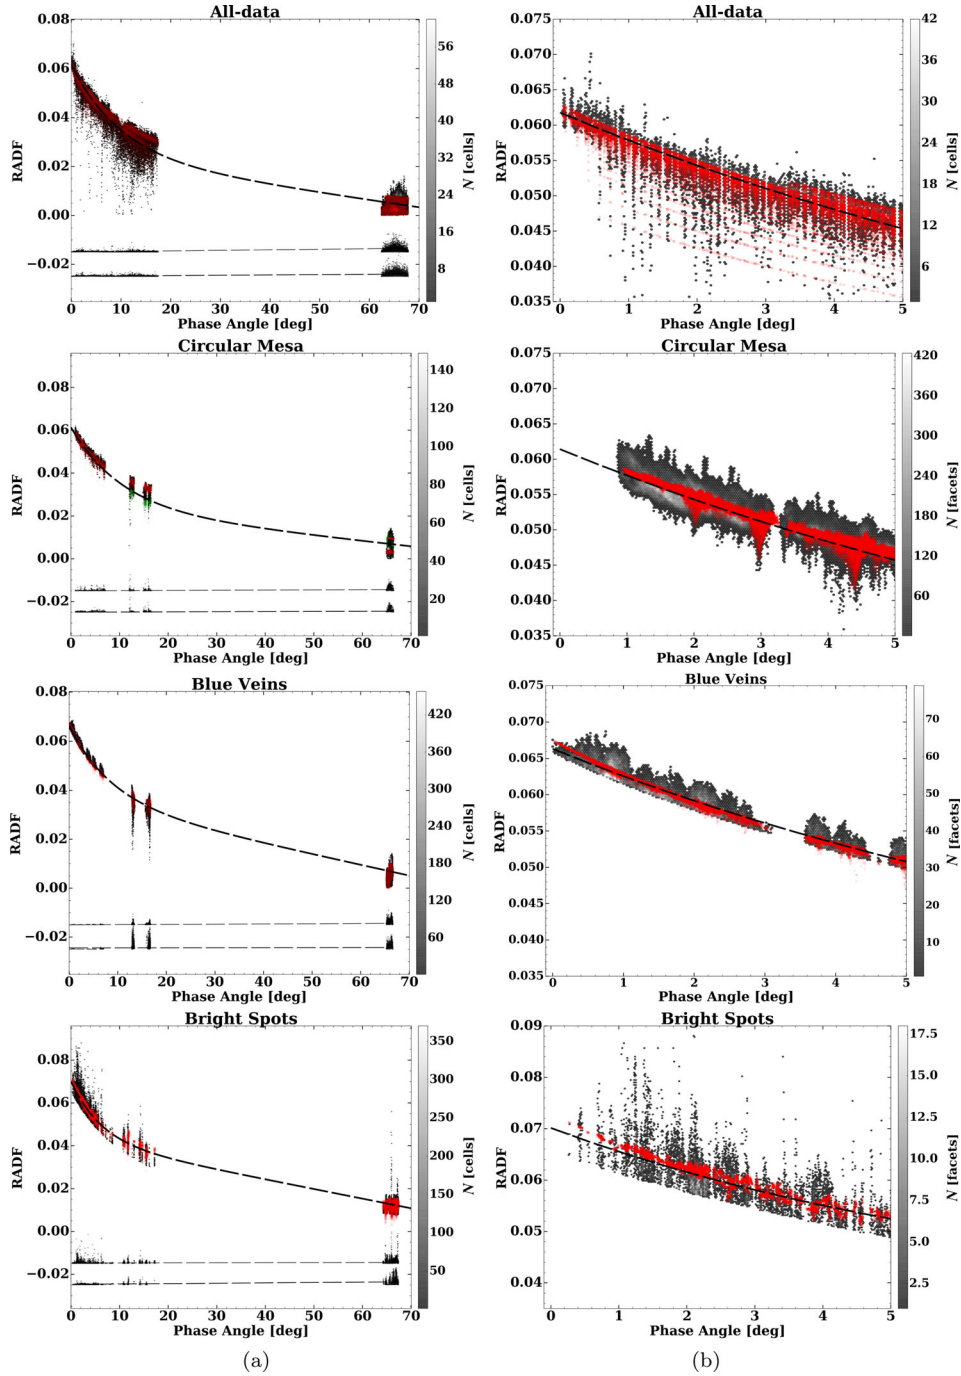 All-data
0.08
0.06
0.04
0.02
0.00
−0.02
RADF
0 10 20 30 40 50 60 70
Phase Angle [deg]
56
48
40
32
24
16
8
N [cells]
All-data
0.075
0.070
0.065
0.060
0.055
0.050
0.045
0.040
0.035
RADF
0 1 2 3 4 5
Phase Angle [deg]
42
36
30
24
18
12
6
N [cells]
Circular Mesa
0.08
0.06
0.04
0.02
0.00
−0.02
RADF
0 10 20 30 40 50 60 70
Phase Angle [deg]
140
120
100
80
60
40
20
N [cells]
Circular Mesa
0.075
0.070
0.065
0.060
0.055
0.050
0.045
0.040
0.035
RADF
0 1 2 3 4 5
Phase Angle [deg]
420
360
300
240
180
120
60
N [facets]
Blue Veins
0.08
0.06
0.04
0.02
0.00
−0.02
RADF
0 10 20 30 40 50 60 70
Phase Angle [deg]
420
360
300
240
180
120
60
N [cells]
Blue Veins
0.075
0.070
0.065
0.060
0.055
0.050
0.045
0.040
0.035
RADF
0 1 2 3 4 5
Phase Angle [deg]
70
60
50
40
30
20
10
N [facets]
Bright Spots
0.08
0.06
0.04
0.02
0.00
−0.02
RADF
0 10 20 30 40 50 60 70
Phase Angle [deg]
350
300
250
200
150
100
50
N [cells]
Bright Spots
0.09
0.08
0.07
0.06
0.05
0.04
RADF
0 1 2 3 4 5
Phase Angle [deg]
17.5
15.0
12.5
10.0
7.5
5.0
2.5
N [facets]
(a)
(b)